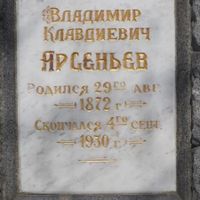 Владимир
Клавдиевич
Арсеньев
Родился 29го авг.
1872 г.
Скончался 4го сент.
1930 г.